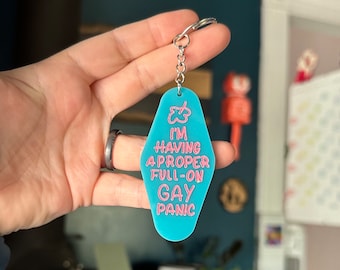 I'M
HAVING
A PROPER
FULL-ON
GAY
PANIC